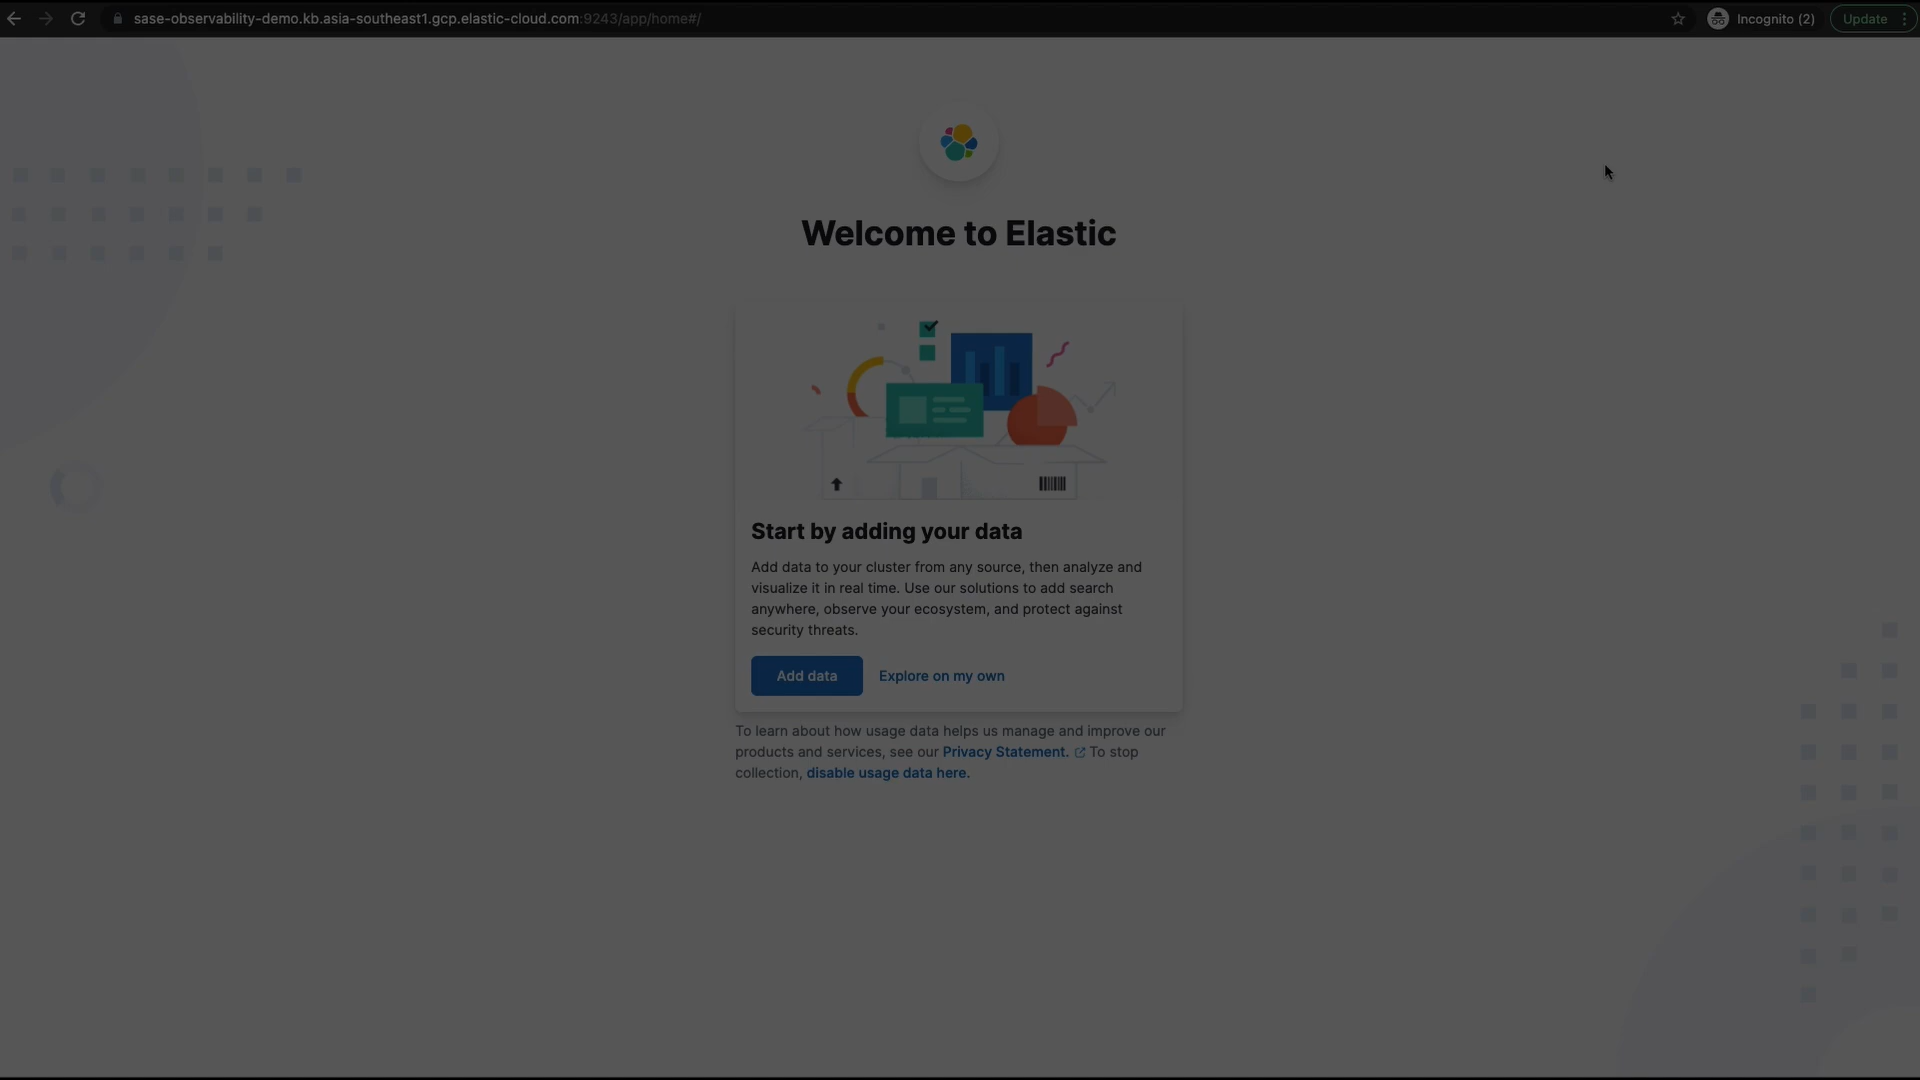 sase-observability-demo.kb.asia-southeast1.gcp.elastic-cloud.com:9243/app/home#/
Incognito (2)
Update
Welcome to Elastic
Start by adding your data
Add data to your cluster from any source, then analyze and
visualize it in real time. Use our solutions to add search
anywhere, observe your ecosystem, and protect against
security threats.
Add data
Explore on my own
To learn about how usage data helps us manage and improve our
products and services, see our Privacy Statement. To stop
collection, disable usage data here.